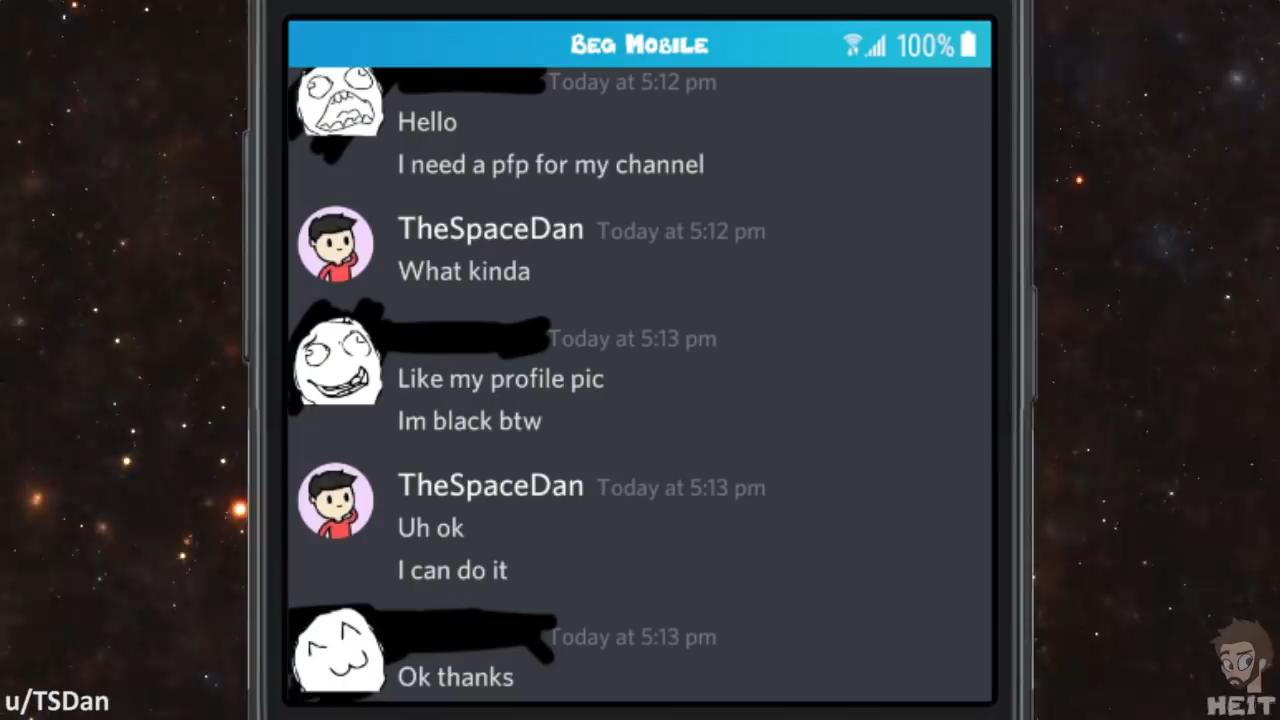 BEG MOBILE
100%
Today at 5:12 pm
Hello
I need a pfp for my channel
TheSpaceDan Today at 5:12 pm
What kinda
Today at 5:13 pm
Like my profile pic
Im black btw
TheSpaceDan Today at 5:13 pm
Uh ok
I can do it
Today at 5:13 pm
Ok thanks
u/TSDan
HEIT